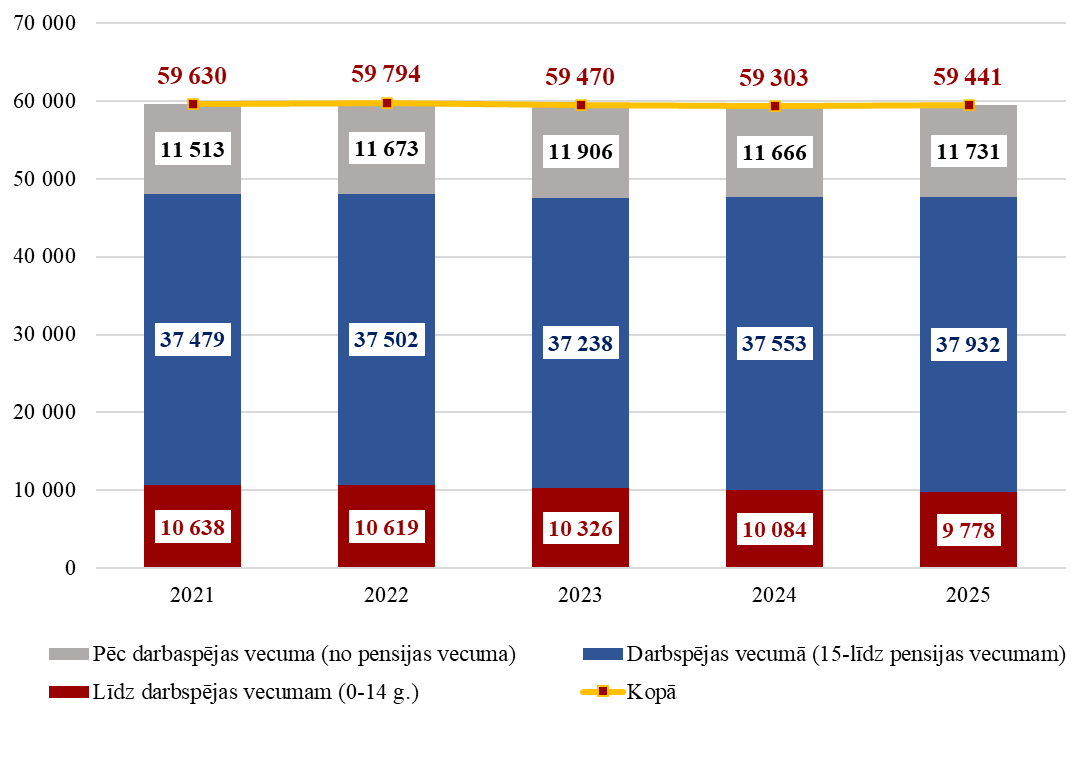 70 000
59 630 59 794 59 470 59 303 59 441
60 000
11 513 11 673 11 906 11 666 11 731
50 000
40 000
37 479 37 502 37 238 37 553 37 932
30 000
20 000
10 000
10 638 10 619 10 326 10 084 9 778
0
2021 2022 2023 2024 2025
Pēc darbaspējas vecuma (no pensijas vecuma) Darbspējas vecumā (15-līdz pensijas vecumam)
Līdz darbspējas vecumam (0-14 g.) Kopā